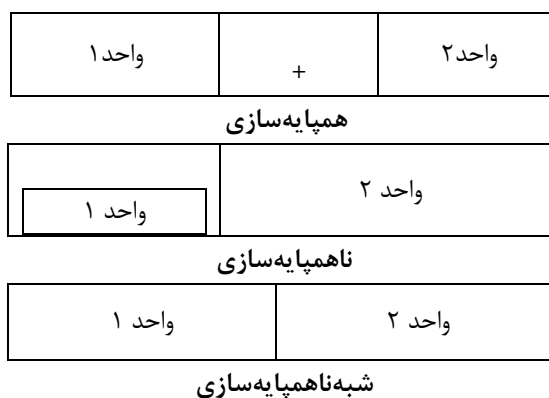 واحد۲ + واحد۱
همپایه‌سازی
واحد ۲ واحد ۱
ناهمپایه‌سازی
واحد ۲ واحد ۱
شبه‌ناهمپایه‌سازی